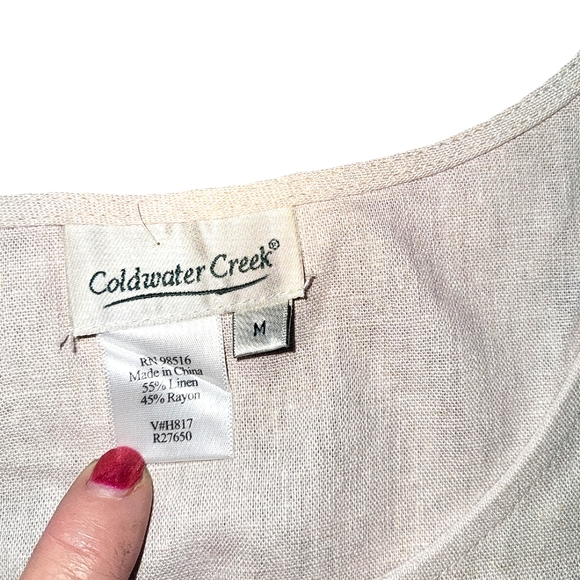 Coldwater Creek®
M
RN 98516
Made in China
55% Linen
45% Rayon
V#H817
R27650